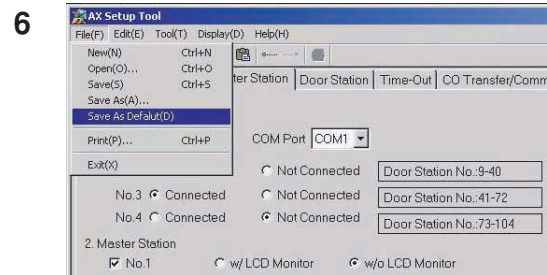 6
AX Setup Tool
File(F) Edit(E) Tool(T) Display(D) Help(H)
New(N) Ctrl+N
Open(O)... Ctrl+O
Save(S) Ctrl+S
Save As(A)...
Save As Defalut(D)
Print(P)... Ctrl+P
Exit(X)
ter Station Door Station Time-Out CO Transfer/Comm
COM Port COM1
Not Connected Door Station No.:9-40
No.3 Connected Not Connected Door Station No.:41-72
No.4 Connected Not Connected Door Station No.:73-104
2. Master Station
No.1 w/ LCD Monitor w/o LCD Monitor